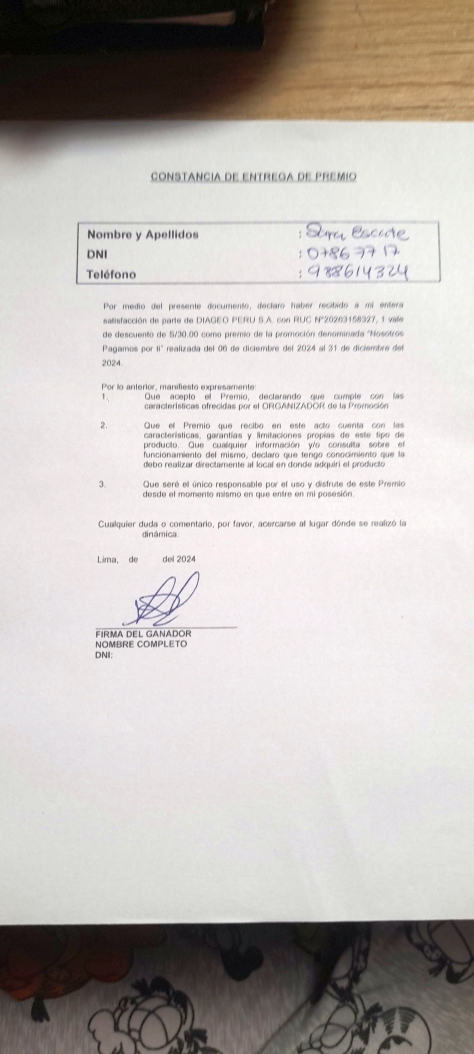 CONSTANCIA DE ENTREGA DE PREMIO
Nombre y Apellidos : Sara
DNI :
Teléfono : 988614324
Por medio del presente documento, declaro haber recibido a mi entera
satisfacción de parte de DIAGEO PERU S.A. con RUC 1 vale
de descuento de S/30.00 como premio de la promoción denominada "Nosotros
Pagamos por ti" realizada del 06 de diciembre del 2024 al 31 de diciembre del
2024.
Por lo anterior, manifiesto expresamente:
1. Que acepto el Premio, declarando que cumple con las
características ofrecidas por el ORGANIZADOR de la Promoción
2. Que el Premio que recibo en este acto cuenta con las
características, garantías y limitaciones propias de este tipo de
producto. Que cualquier información y/o consulta sobre el
funcionamiento del mismo, declaro que tengo conocimiento que la
debo realizar directamente al local en donde adquirí el producto
3. Que seré el único responsable por el uso y disfrute de este Premio
desde el momento mismo en que entre en mi posesión.
Cualquier duda o comentario, por favor, acercarse al lugar dónde se realizó la
dinámica.
Lima, de del 2024
FIRMA DEL GANADOR
NOMBRE COMPLETO
DNI: